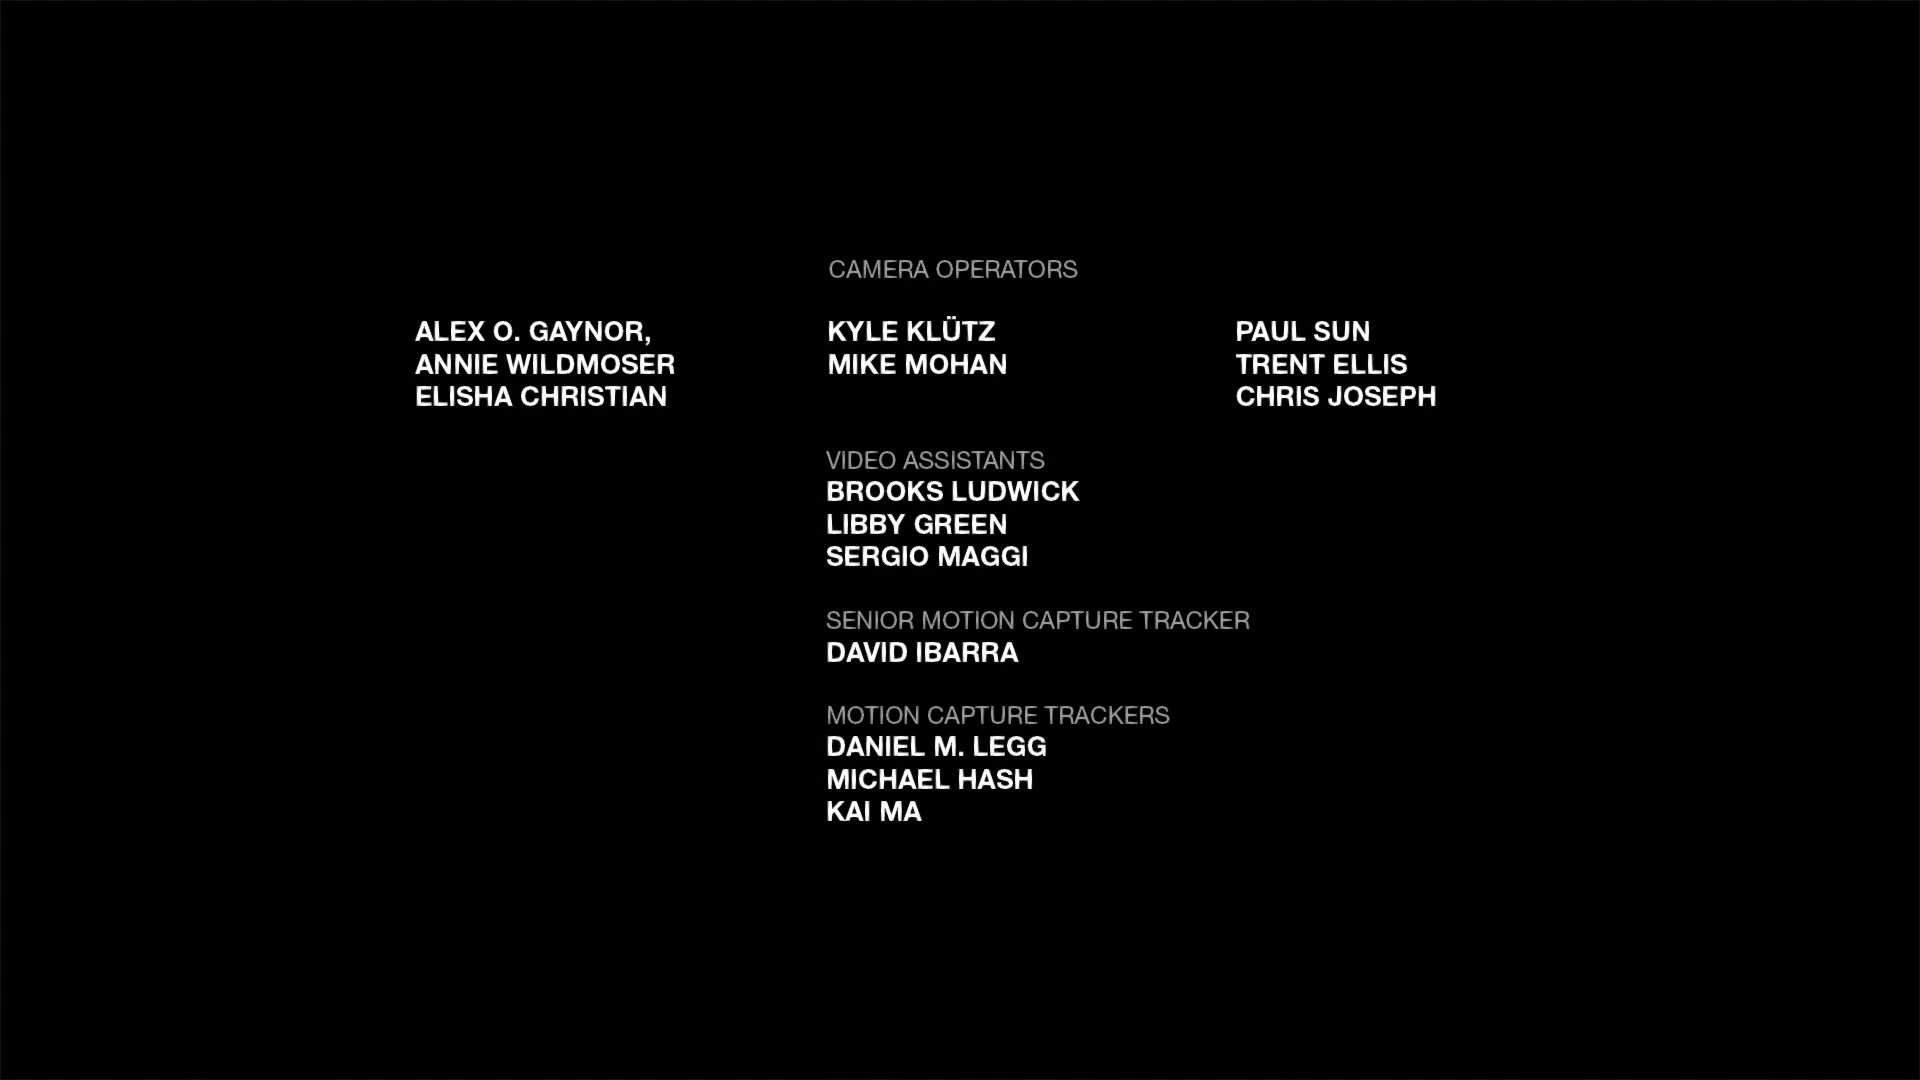 CAMERA OPERATORS
ALEX O. GAYNOR,
ANNIE WILDMOSER
ELISHA CHRISTIAN
KYLE KLÜTZ
MIKE MOHAN
PAUL SUN
TRENT ELLIS
CHRIS JOSEPH
VIDEO ASSISTANTS
BROOKS LUDWICK
LIBBY GREEN
SERGIO MAGGI
SENIOR MOTION CAPTURE TRACKER
DAVID IBARRA
MOTION CAPTURE TRACKERS
DANIEL M. LEGG
MICHAEL HASH
KAI MA